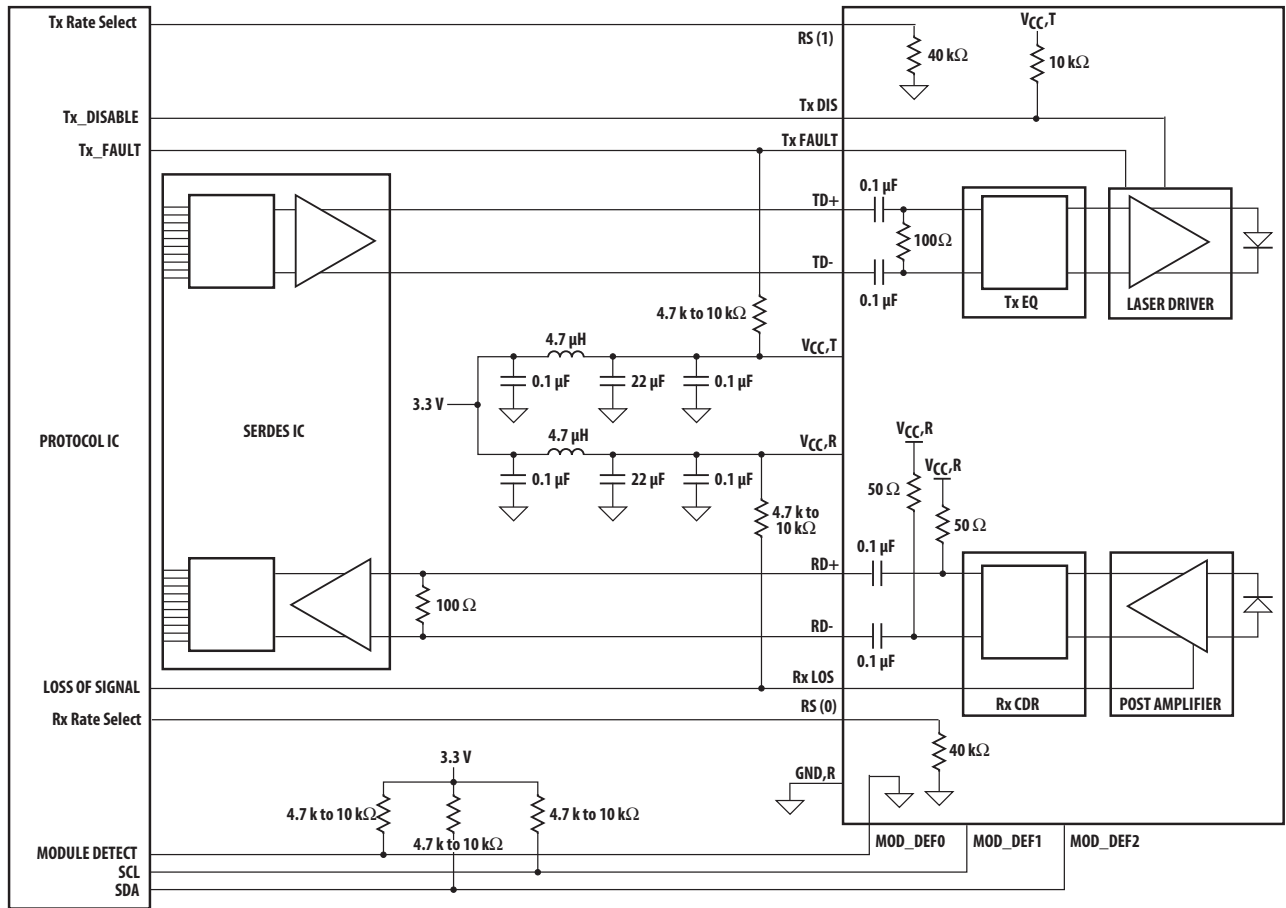 Tx Rate Select
RS (1)
40 kΩ
VCC,T
10 kΩ
Tx_DISABLE
Tx DIS
Tx_FAULT
Tx FAULT
0.1 µF
TD+
100Ω
TD-
0.1 µF
Tx EQ
LASER DRIVER
4.7 k to 10 kΩ
4.7 µH
VCC,T
0.1 µF
22 µF
0.1 µF
3.3 V
PROTOCOL IC
SERDES IC
4.7 µH
VCC,R
0.1 µF
22 µF
0.1 µF
4.7 k to
10 kΩ
VCC,R
VCC,R
50 Ω
50 Ω
0.1 µF
RD+
100 Ω
RD-
0.1 µF
Rx CDR
POST AMPLIFIER
LOSS OF SIGNAL
Rx LOS
Rx Rate Select
RS (0)
40 kΩ
3.3 V
GND,R
4.7 k to 10 kΩ
4.7 k to 10 kΩ
4.7 k to 10 kΩ
MODULE DETECT
MOD_DEF0
MOD_DEF1
MOD_DEF2
SCL
SDA